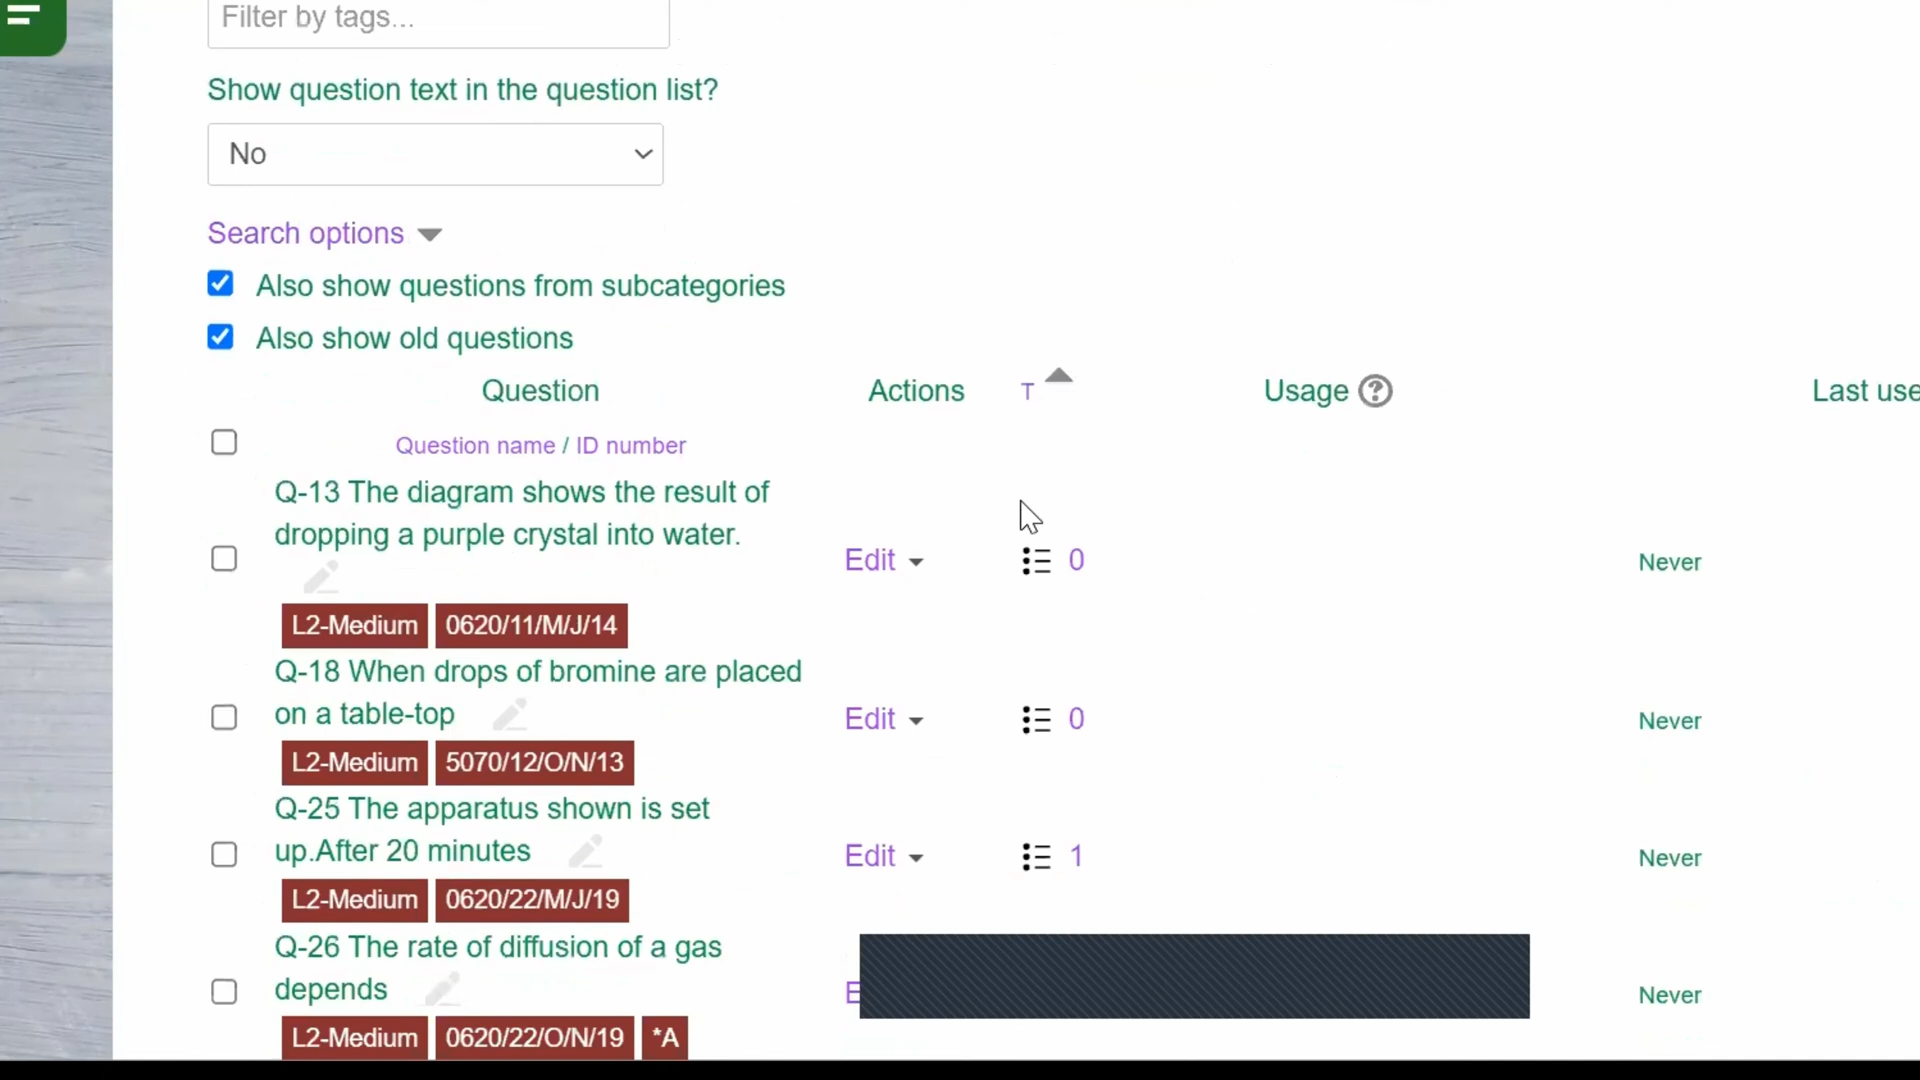 Filter by tags...
Show question text in the question list?
No
Search options
Also show questions from subcategories
Also show old questions
Question Actions T Usage ? Last use
Question name / ID number
Q-13 The diagram shows the result of
dropping a purple crystal into water.
Edit 0 Never
L2-Medium 0620/11/M/J/14
Q-18 When drops of bromine are placed
on a table-top
Edit 0 Never
L2-Medium 5070/12/O/N/13
Q-25 The apparatus shown is set
up.After 20 minutes
Edit 1 Never
L2-Medium 0620/22/M/J/19
Q-26 The rate of diffusion of a gas
depends
Never
L2-Medium 0620/22/O/N/19 *A